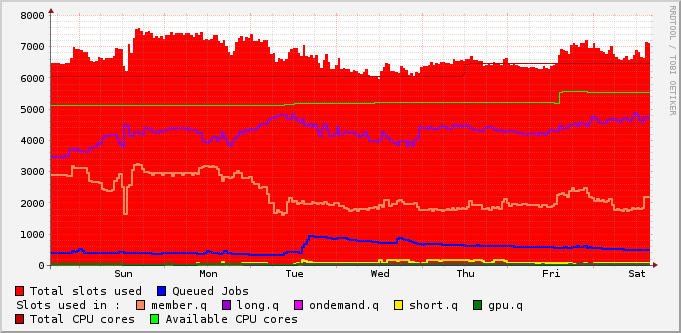 8000
7000
6000
5000
4000
3000
2000
1000
0
Sun Mon Tue Wed Thu Fri Sat
Total slots used Queued Jobs
Slots used in : member.q long.q ondemand.q short.q gpu.q
Total CPU cores Available CPU cores
RRDTOOL / TOBI OETIKER